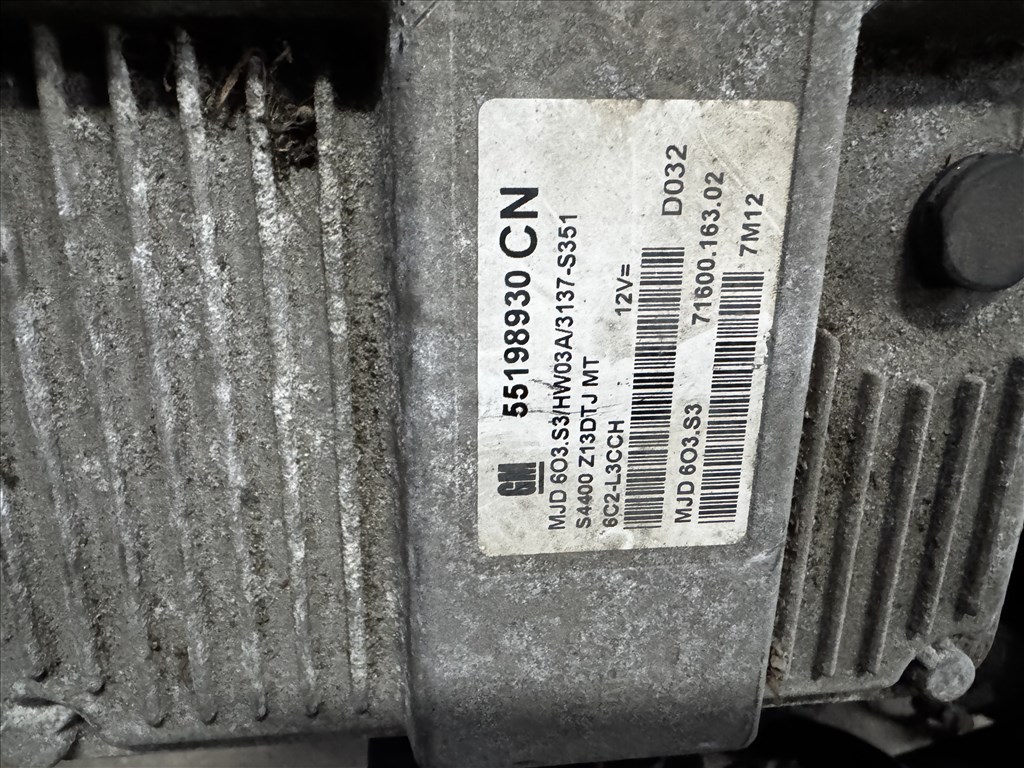 GM 55198930 CN
MJD 6O3.S3/HW03A/3137-S351
S4400 Z13DTJ MT
6C2-L3CCH 12V=
D032
MJD 6O3.S3 71600.163.02
7M12